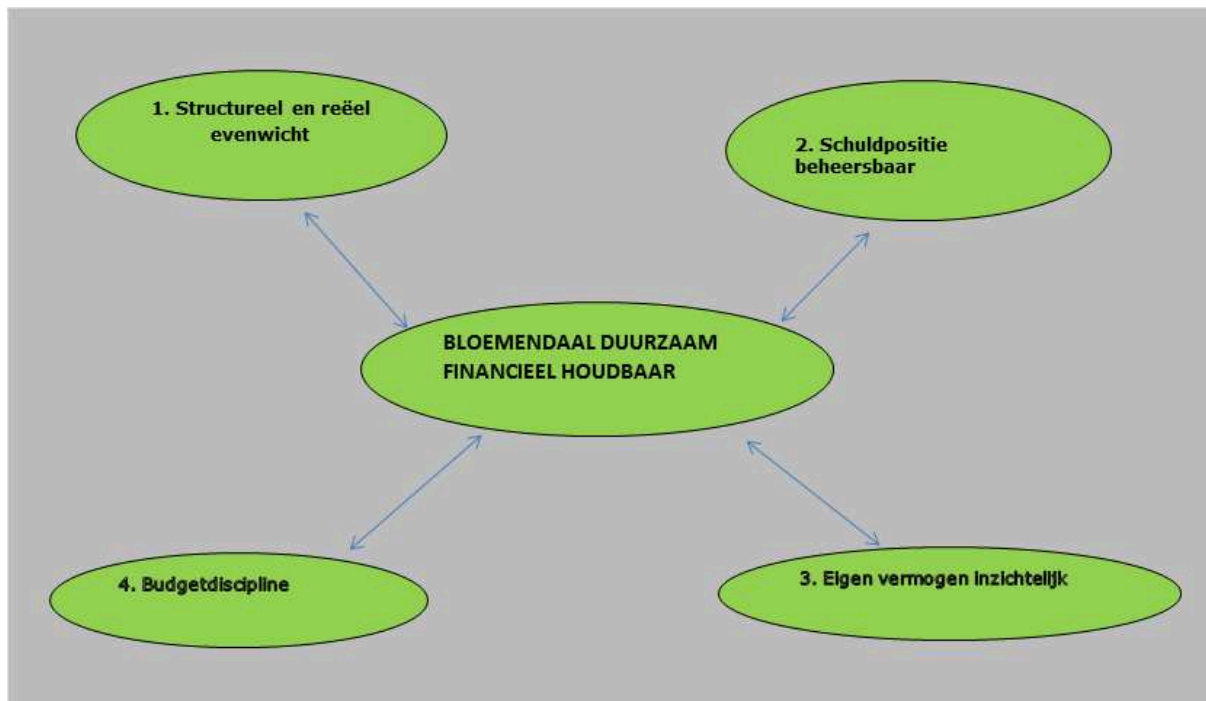 1. Structureel en reëel
evenwicht
2. Schuldpositie
beheersbaar
BLOEMENDAAL DUURZAAM
FINANCIEEL HOUDBAAR
4. Budgetdiscipline
3. Eigen vermogen inzichtelijk